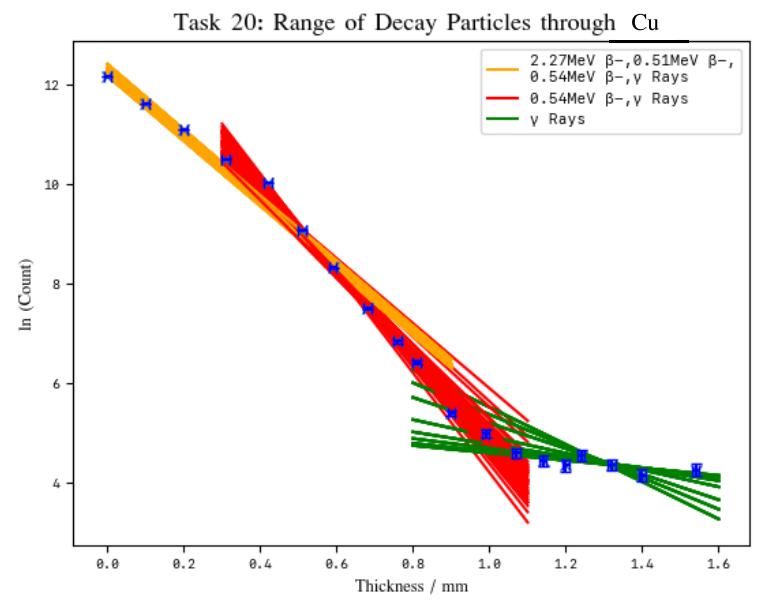 Task 20: Range of Decay Particles through Cu
2.27MeV β−,0.51MeV β−,
0.54MeV β−,γ Rays
0.54MeV β−,γ Rays
γ Rays
12
10
8
6
4
ln (Count)
0.0 0.2 0.4 0.6 0.8 1.0 1.2 1.4 1.6
Thickness / mm